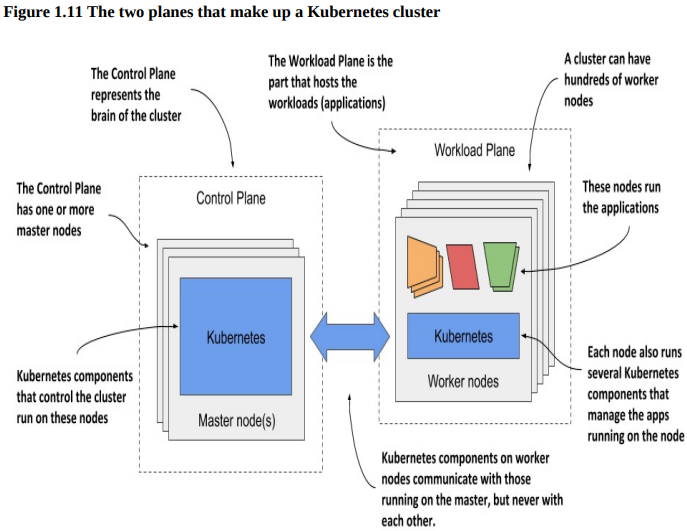 Figure 1.11 The two planes that make up a Kubernetes cluster
The Control Plane
represents the
brain of the cluster
The Workload Plane is the
part that hosts the
workloads (applications)
A cluster can have
hundreds of worker
nodes
Workload Plane
The Control Plane
has one or more
master nodes
Control Plane
These nodes run
the applications
Kubernetes
Kubernetes
Worker nodes
Kubernetes components
that control the cluster
run on these nodes
Master node(s)
Each node also runs
several Kubernetes
components that
manage the apps
running on the node
Kubernetes components on worker
nodes communicate with those
running on the master, but never with
each other.